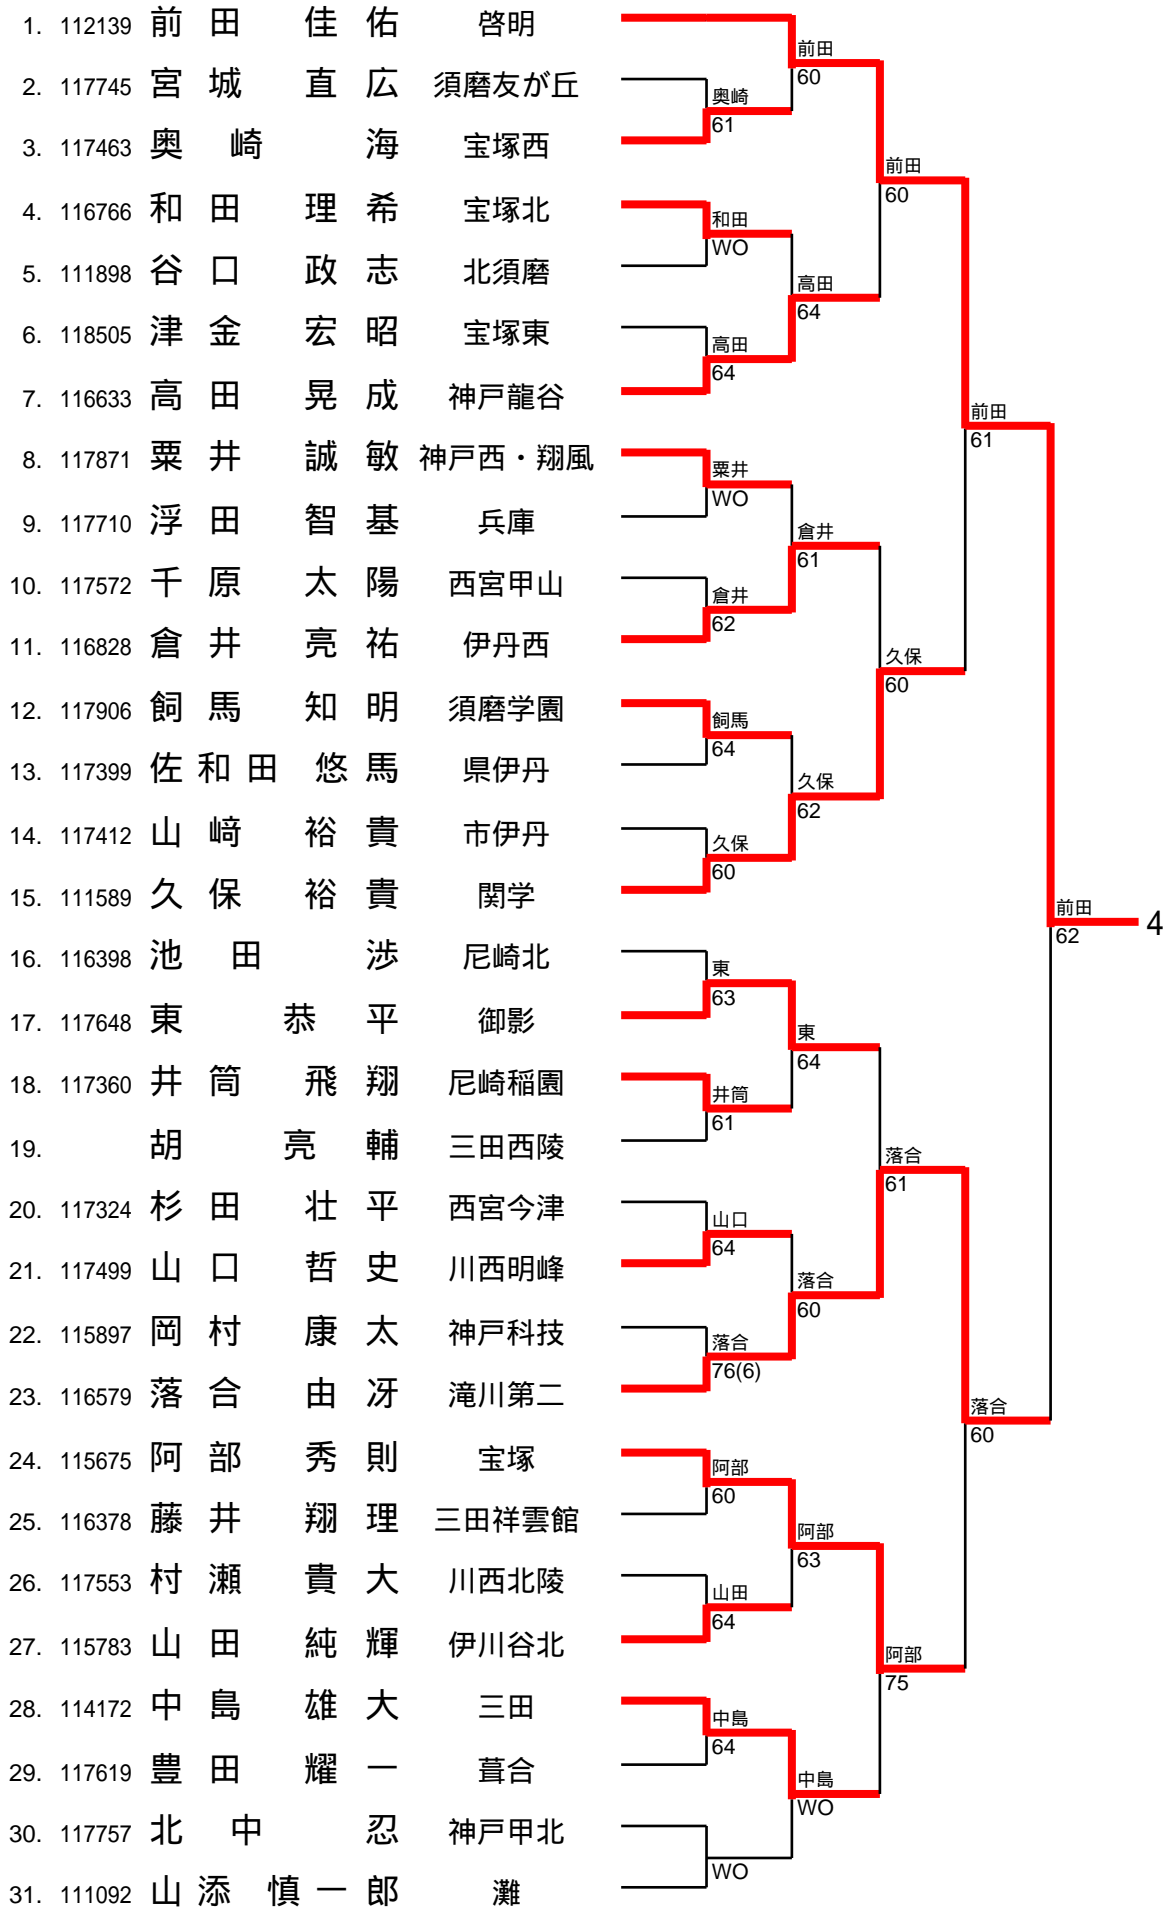 1. 112139 前田 佳佑 啓明
2. 117745 宮城 直広 須磨友が丘
3. 117463 奥崎 海 宝塚西
4. 116766 和田 理希 宝塚北
5. 111898 谷口 政志 北須磨
6. 118505 津金 宏昭 宝塚東
7. 116633 高田 晃成 神戸龍谷
8. 117871 粟井 誠敏 神戸西・翔風
9. 117710 浮田 智基 兵庫
10. 117572 千原 太陽 西宮甲山
11. 116828 倉井 亮祐 伊丹西
12. 117906 飼馬 知明 須磨学園
13. 117399 佐和田 悠馬 県伊丹
14. 117412 山﨑 裕貴 市伊丹
15. 111589 久保 裕貴 関学
16. 116398 池田 渉 尼崎北
17. 117648 東 恭平 御影
18. 117360 井筒 飛翔 尼崎稲園
19. 胡 亮輔 三田西陵
20. 117324 杉田 壮平 西宮今津
21. 117499 山口 哲史 川西明峰
22. 115897 岡村 康太 神戸科技
23. 116579 落合 由冴 滝川第二
24. 115675 阿部 秀則 宝塚
25. 116378 藤井 翔理 三田祥雲館
26. 117553 村瀬 貴大 川西北陵
27. 115783 山田 純輝 伊川谷北
28. 114172 中島 雄大 三田
29. 117619 豊田 耀一 葺合
30. 117757 北中 忍 神戸甲北
31. 111092 山添 慎一郎 灘
奥崎
61
和田
WO
高田
64
粟井
WO
倉井
62
飼馬
64
久保
60
東
63
井筒
61
山口
64
落合
76(6)
阿部
60
山田
64
中島
64
WO
前田
60
高田
64
倉井
61
久保
62
東
64
落合
60
阿部
63
中島
WO
前田
60
久保
60
落合
61
阿部
75
前田
61
落合
60
前田
62
4